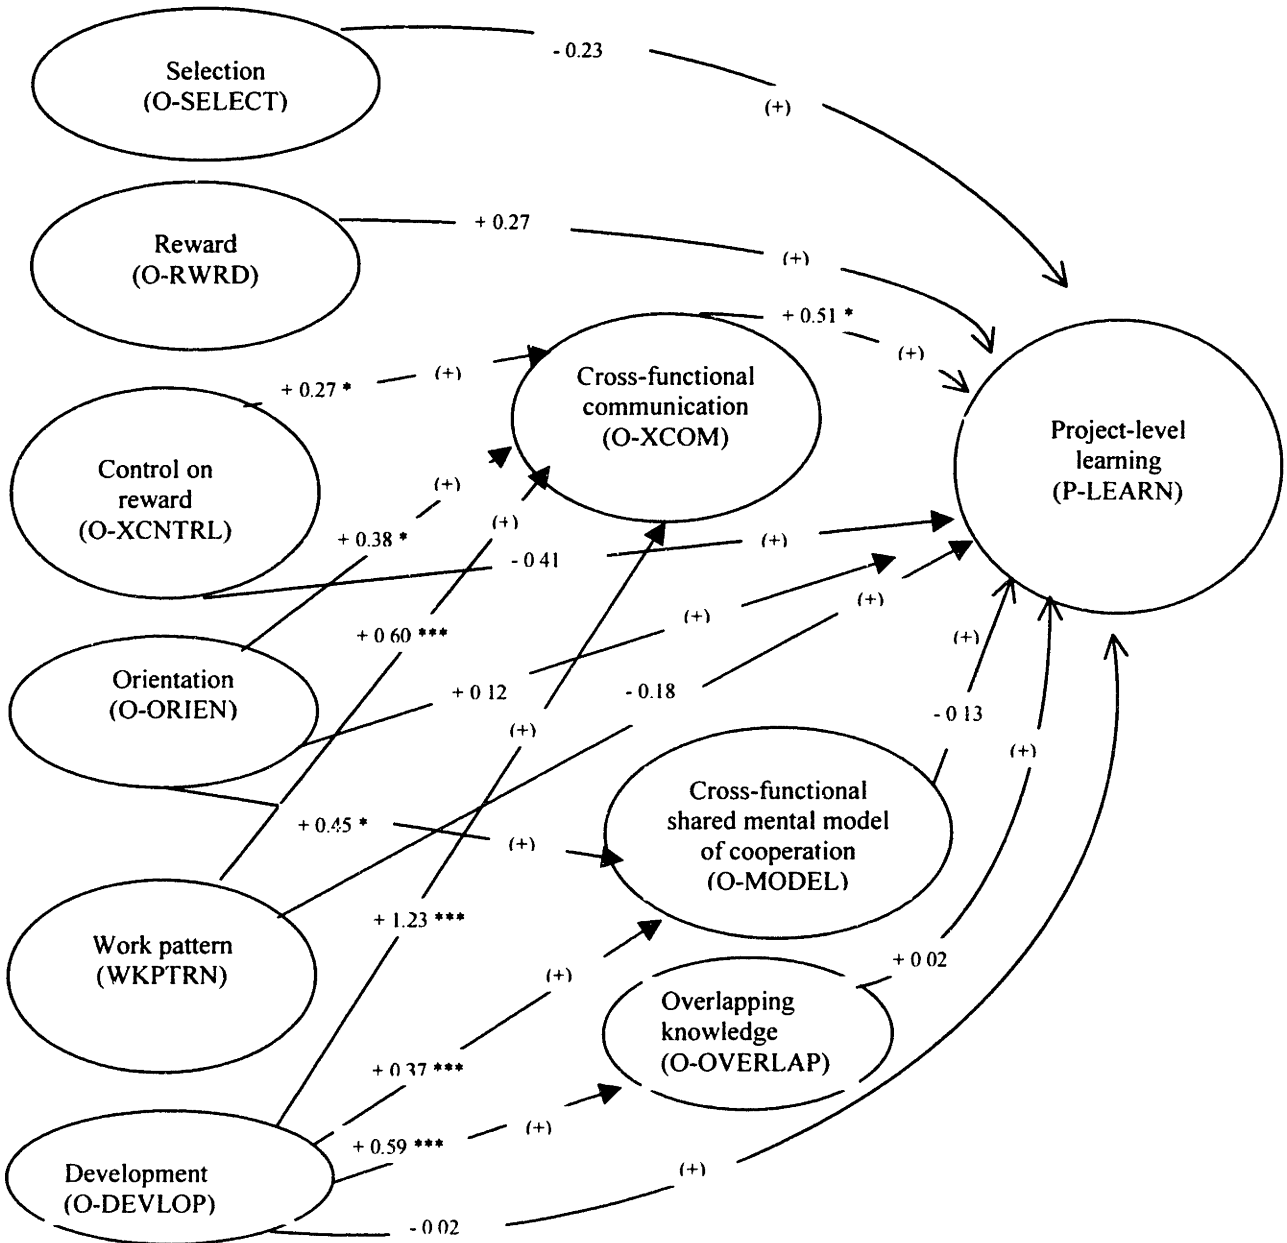 - 0.23
Selection
(O-SELECT)
(+)
+ 0.27
Reward
(O-RWRD)
(+)
+ 0.51 *
(+)
+ 0.27 *
(+)
Cross-functional
communication
(O-XCOM)
Project-level
learning
(P-LEARN)
Control on
reward
(O-XCNTRL)
(+)
(+)
+ 0.38 *
- 0 41
(+)
(+)
(+)
+ 0 60 ***
(+)
Orientation
(O-ORIEN)
+ 0 12
- 0.18
- 0 13
(+)
(+)
+ 0.45 *
(+)
Cross-functional
shared mental model
of cooperation
(O-MODEL)
+ 1.23 ***
Work pattern
(WKPTRN)
(+)
+ 0 02
Overlapping
knowledge
(O-OVERLAP)
+ 0.37 ***
+ 0.59 ***
(+)
Development
(O-DEVLOP)
(+)
- 0 02